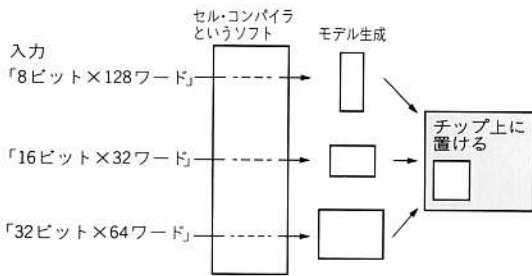 セル・コンパイラ
というソフト
モデル生成
入力
「8ビット×128ワード」
「16ビット×32ワード」
「32ビット×64ワード」
チップ上に
置ける